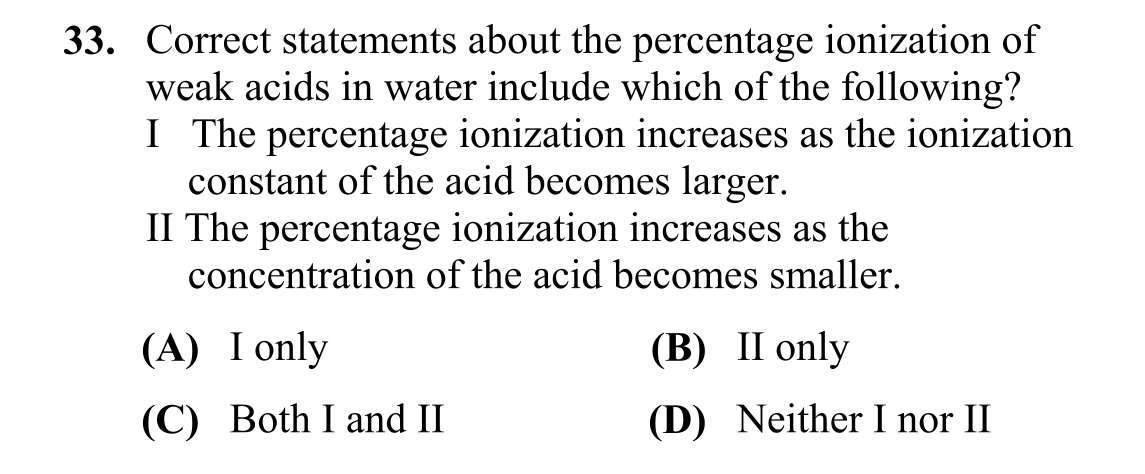 33. Correct statements about the percentage ionization of
weak acids in water include which of the following?
I The percentage ionization increases as the ionization
constant of the acid becomes larger.
II The percentage ionization increases as the
concentration of the acid becomes smaller.
(A) I only (B) II only
(C) Both I and II (D) Neither I nor II